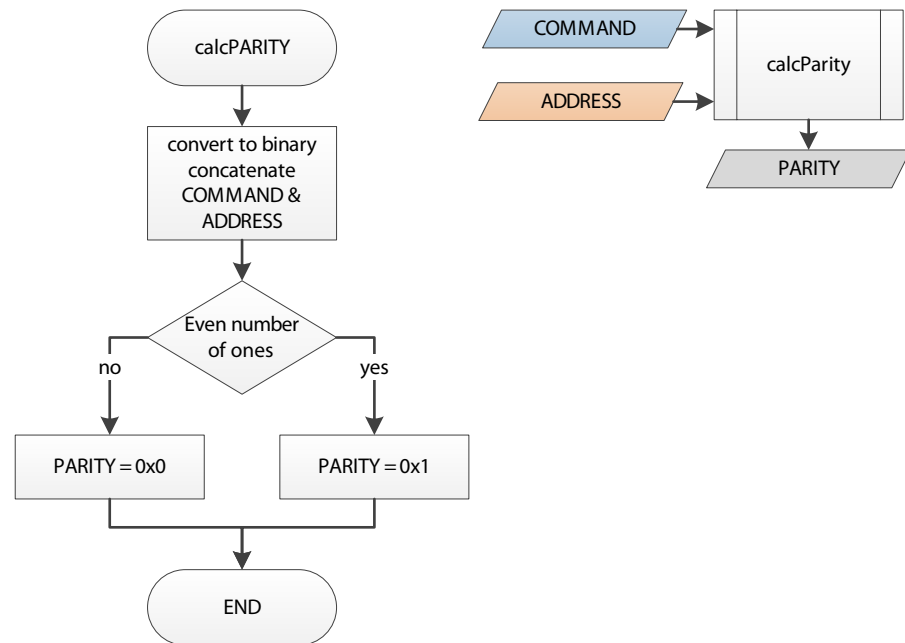 calcPARITY
convert to binary
concatenate
COMMAND &
ADDRESS
Even number
of ones
no
yes
PARITY = 0x0
PARITY = 0x1
END
COMMAND
ADDRESS
calcParity
PARITY